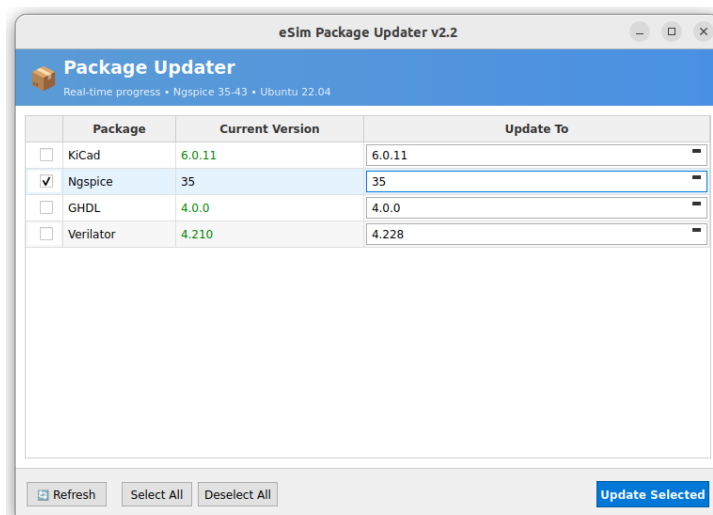 eSim Package Updater v2.2
Package Updater
Real-time progress • Ngspice 35-43 • Ubuntu 22.04
Package Current Version Update To
KiCad 6.0.11 6.0.11
Ngspice 35 35
GHDL 4.0.0 4.0.0
Verilator 4.210 4.228
Refresh Select All Deselect All Update Selected